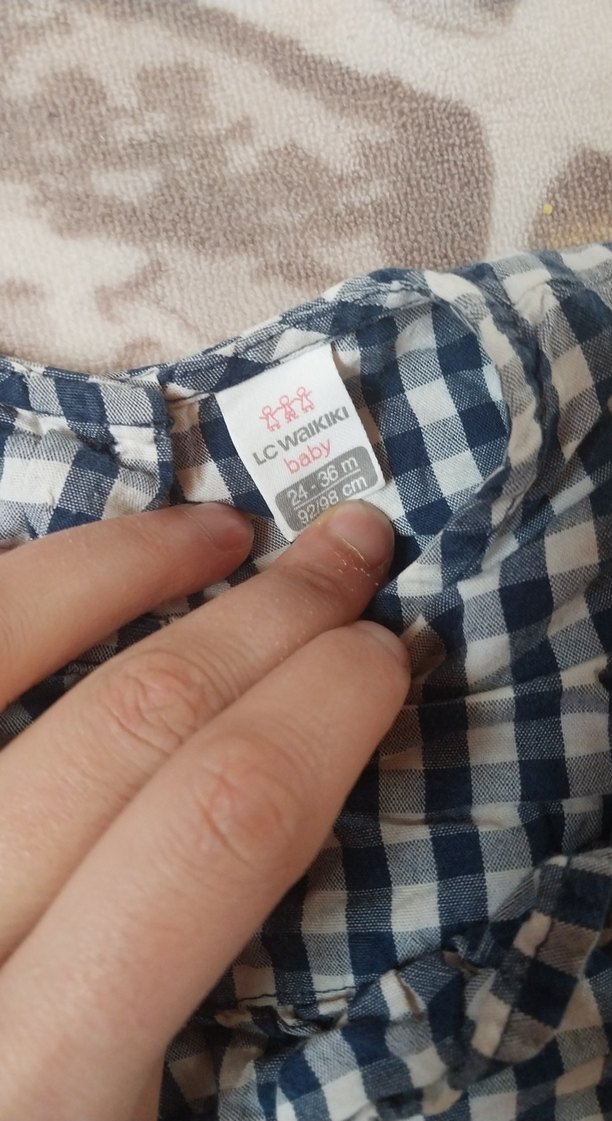 LC WAIKIKI
baby
24 - 36 m
92/98 cm